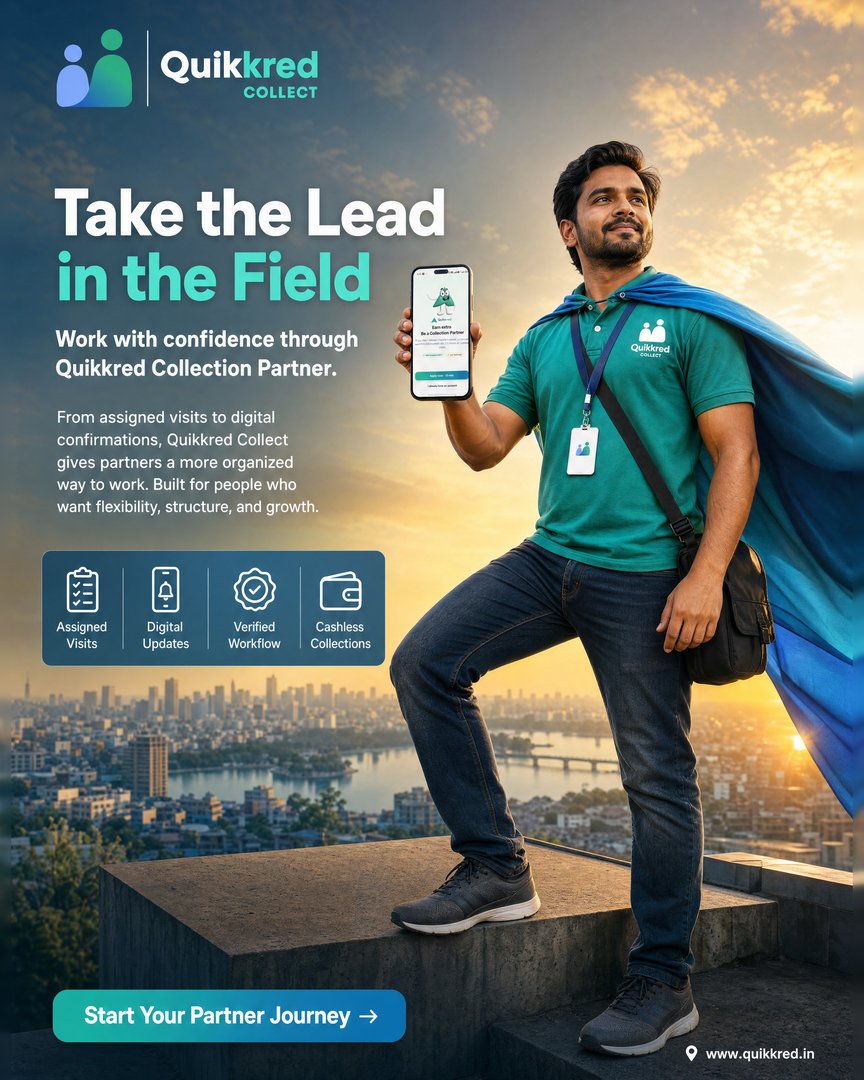 Quikkred
COLLECT
Take the Lead
in the Field
Work with confidence through
Quikkred Collection Partner.
From assigned visits to digital
confirmations, Quikkred Collect
gives partners a more organized
way to work. Built for people who
want flexibility, structure, and growth.
Assigned
Visits
Digital
Updates
Verified
Workflow
Cashless
Collections
Quikkred
Earn extra
Be a Collection Partner
Quikkred
COLLECT
Start Your Partner Journey →
www.quikkred.in